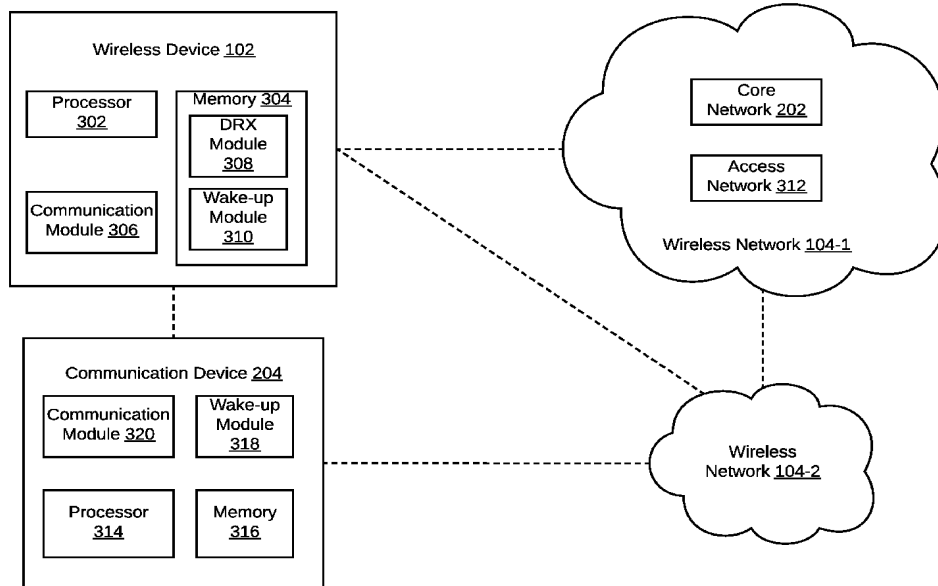 Wireless Device 102
Processor
302
Memory 304
DRX
Module
308
Communication
Module 306
Wake-up
Module
310
Core
Network 202
Access
Network 312
Wireless Network 104-1
Communication Device 204
Communication
Module 320
Wake-up
Module
318
Processor
314
Memory
316
Wireless
Network 104-2